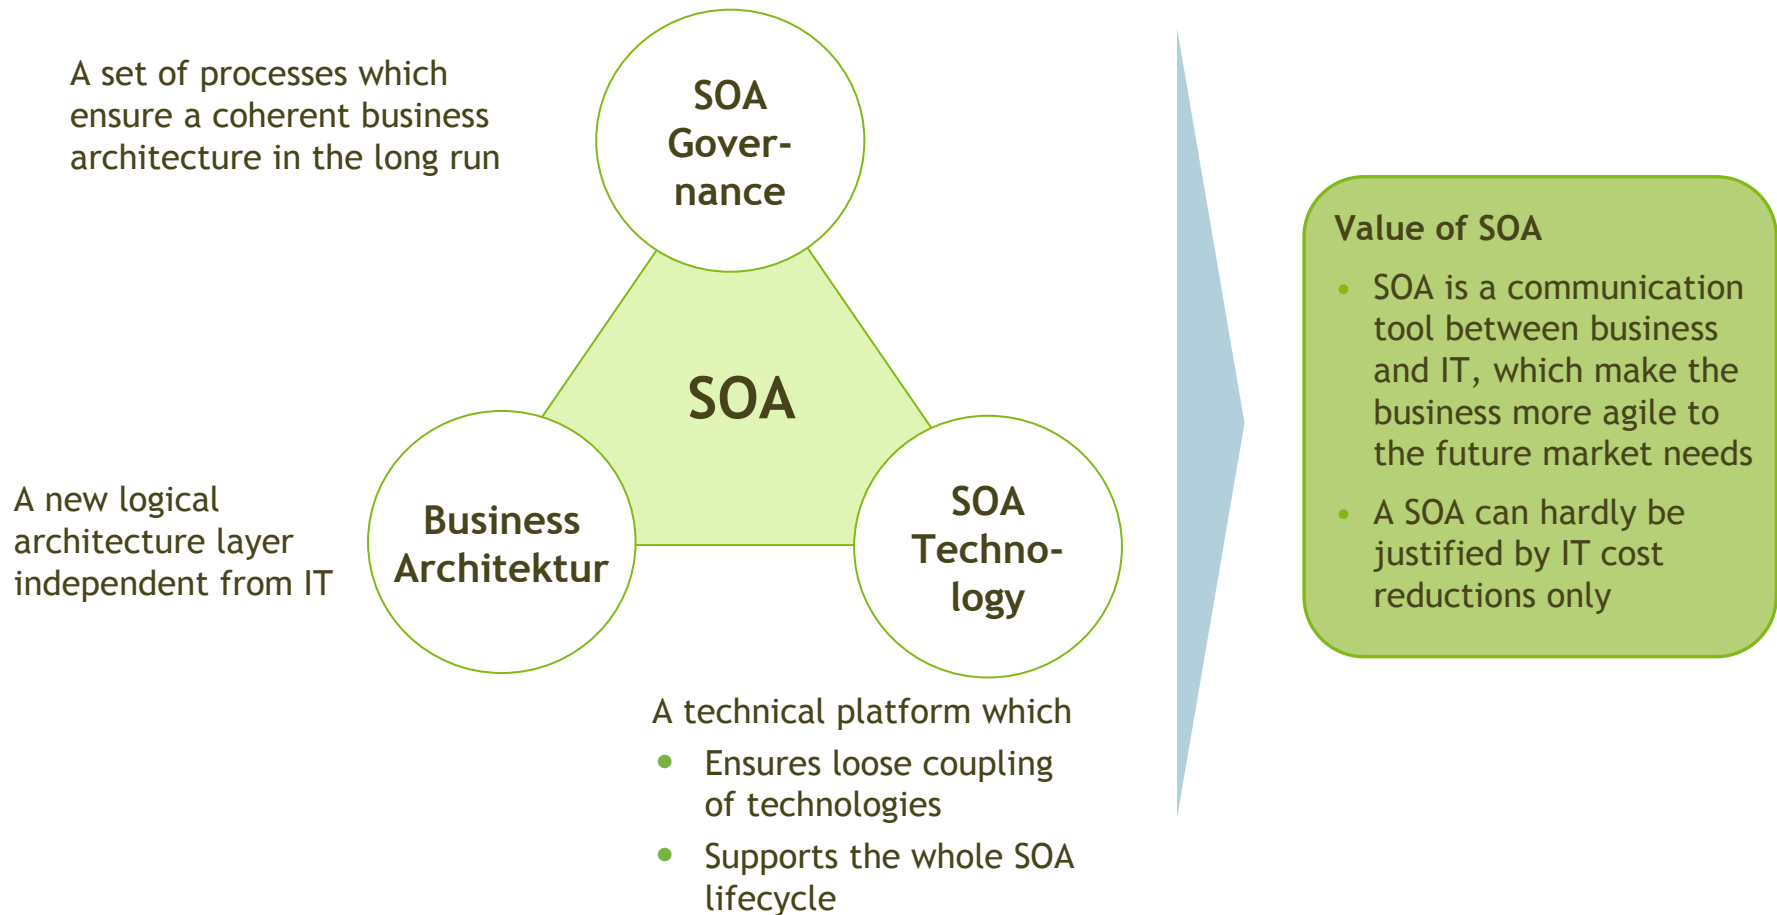 A set of processes which
ensure a coherent business
architecture in the long run
SOA
Gover-
nance
SOA
A new logical
architecture layer
independent from IT
Business
Architektur
SOA
Techno-
logy
A technical platform which
• Ensures loose coupling
of technologies
• Supports the whole SOA
lifecycle
Value of SOA
• SOA is a communication
tool between business
and IT, which make the
business more agile to
the future market needs
• A SOA can hardly be
justified by IT cost
reductions only